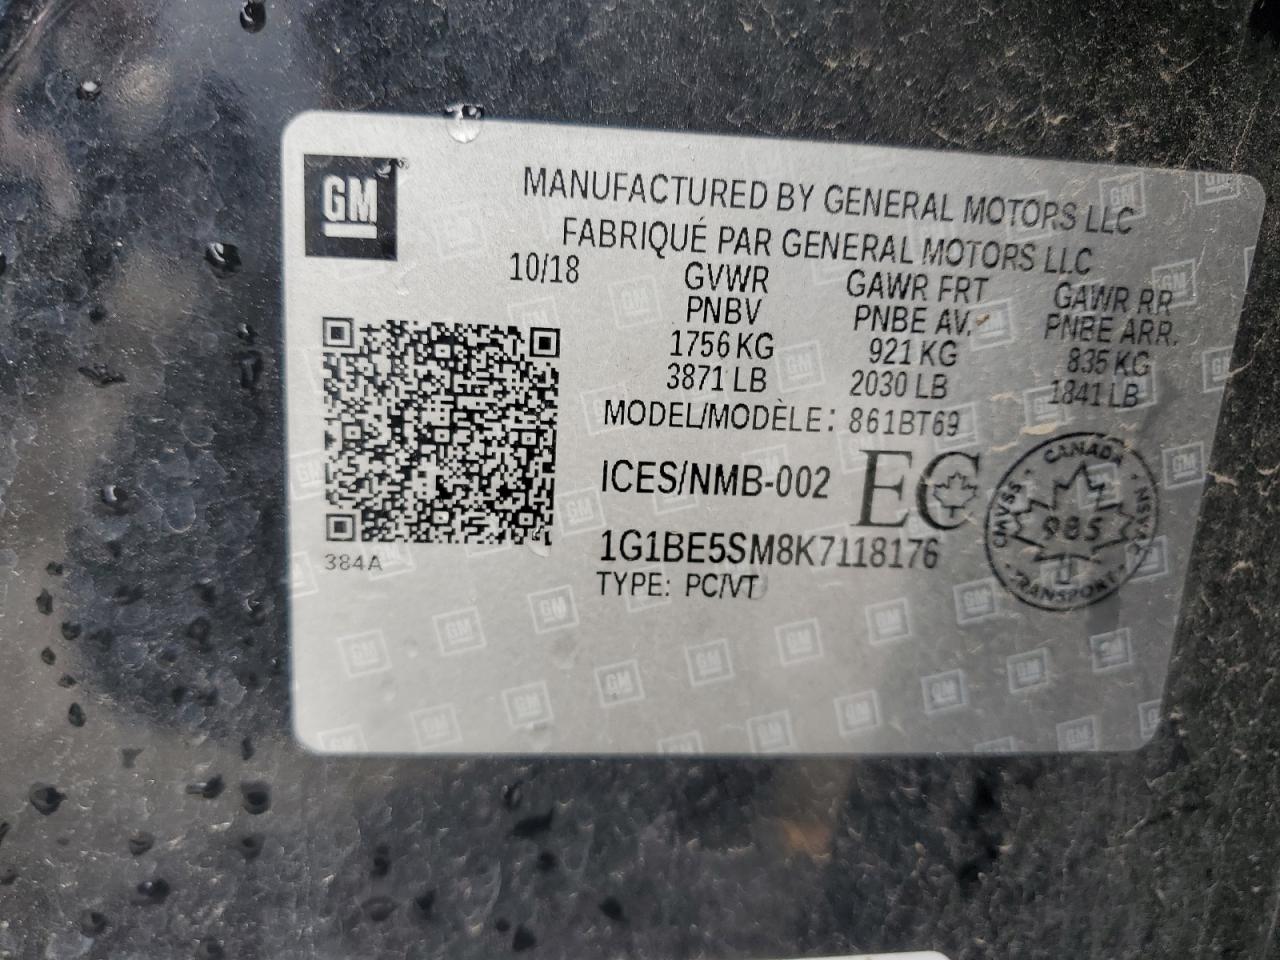 GM
MANUFACTURED BY GENERAL MOTORS LLC
FABRIQUÉ PAR GENERAL MOTORS LLC
10/18 GVWR GAWR FRT GAWR RR
PNBV PNBE AV. PNBE ARR.
1756 KG 921 KG 835 KG
3871 LB 2030 LB 1841 LB
MODEL/MODÈLE: 861BT69
ICES/NMB-002 EC
CANADA
CMVSS 985 NSVAC
TRANSPORT
1G1BE5SM8K7118176
384A
TYPE: PC/VT